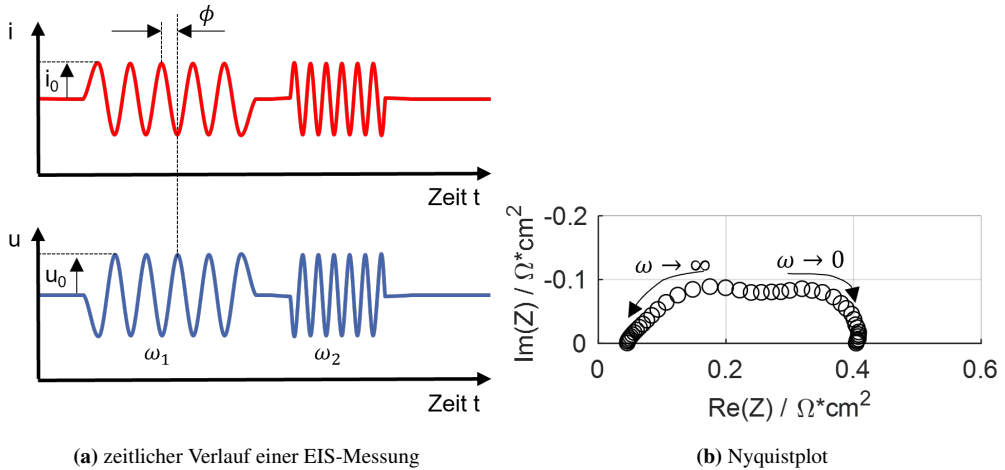 ϕ
i
i₀
Zeit t
u
u₀
ω₁
ω₂
Zeit t
(a) zeitlicher Verlauf einer EIS-Messung
Im(Z) / Ω*cm²
-0.2
-0.1
0
ω → ∞
ω → 0
0
0.2
0.4
0.6
Re(Z) / Ω*cm²
(b) Nyquistplot